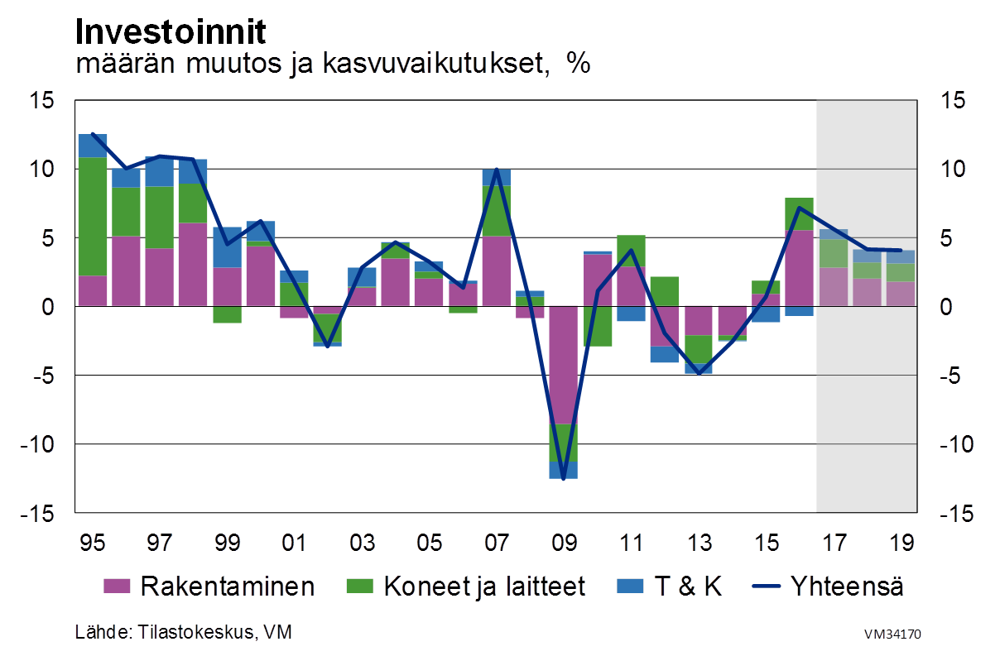 Investoinnit
määrän muutos ja kasvuvaikutukset, %
15 15
10 10
5 5
0 0
-5 -5
-10 -10
-15 -15
95 97 99 01 03 05 07 09 11 13 15 17 19
Rakentaminen Koneet ja laitteet T & K Yhteensä
Lähde: Tilastokeskus, VM VM34170